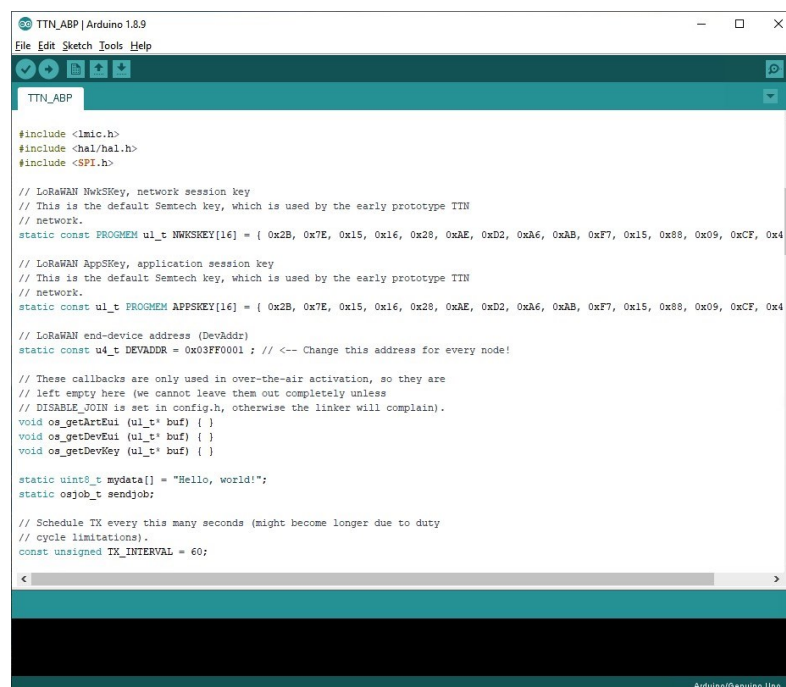 TTN_ABP | Arduino 1.8.9
File Edit Sketch Tools Help
TTN_ABP
#include <lmic.h>
#include <hal/hal.h>
#include <SPI.h>
// LoRaWAN NwkSKey, network session key
// This is the default Semtech key, which is used by the early prototype TTN
// network.
static const PROGMEM u1_t NWKSKEY[16] = { 0x2B, 0x7E, 0x15, 0x16, 0x28, 0xAE, 0xD2, 0xA6, 0xAB, 0xF7, 0x15, 0x88, 0x09, 0xCF, 0x4
// LoRaWAN AppSKey, application session key
// This is the default Semtech key, which is used by the early prototype TTN
// network.
static const u1_t PROGMEM APPSKEY[16] = { 0x2B, 0x7E, 0x15, 0x16, 0x28, 0xAE, 0xD2, 0xA6, 0xAB, 0xF7, 0x15, 0x88, 0x09, 0xCF, 0x4
// LoRaWAN end-device address (DevAddr)
static const u4_t DEVADDR = 0x03FF0001 ; // <-- Change this address for every node!
// These callbacks are only used in over-the-air activation, so they are
// left empty here (we cannot leave them out completely unless
// DISABLE_JOIN is set in config.h, otherwise the linker will complain).
void os_getArtEui (u1_t* buf) { }
void os_getDevEui (u1_t* buf) { }
void os_getDevKey (u1_t* buf) { }
static uint8_t mydata[] = "Hello, world!";
static osjob_t sendjob;
// Schedule TX every this many seconds (might become longer due to duty
// cycle limitations).
const unsigned TX_INTERVAL = 60;
Arduino/Genuino Uno